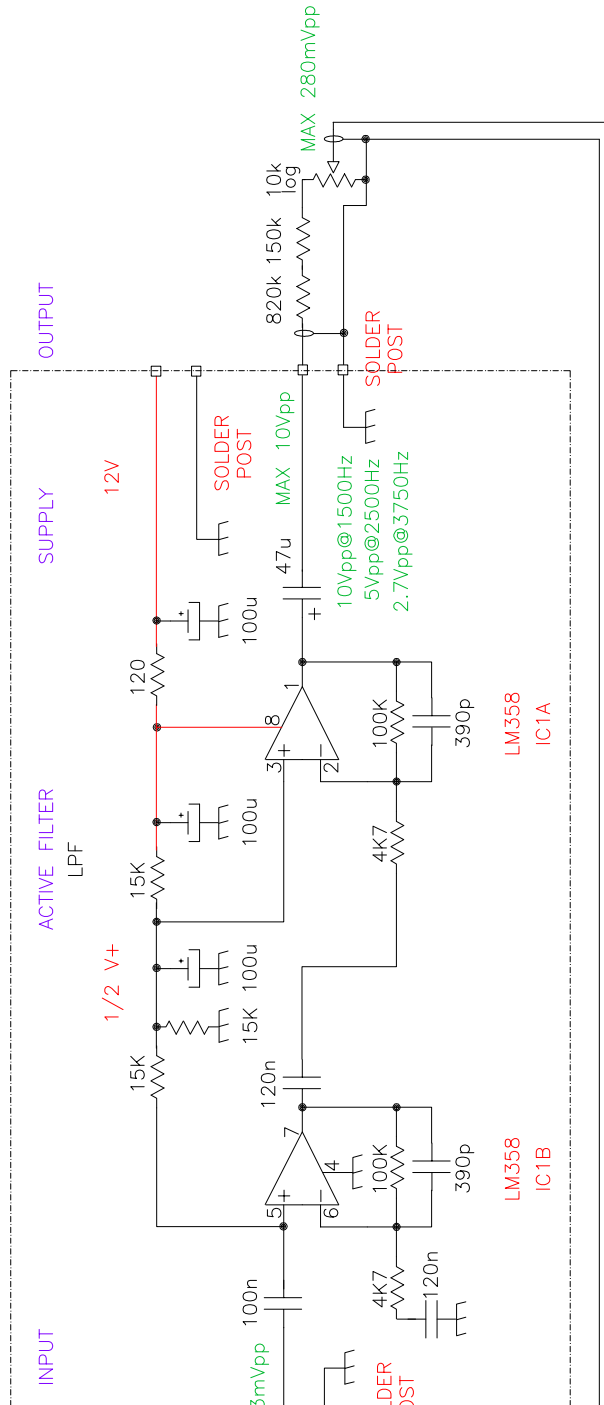 INPUT
ACTIVE FILTER
LPF
SUPPLY
OUTPUT
1/2 V+
12V
15K
15K
120
15K
100u
100u
100u
SOLDER
POST
3mVpp
100n
5
+
6
−
7
4
120n
3
+
2
−
8
1
47u
+
MAX 10Vpp
820k
150k
10k
log
MAX 280mVpp
10Vpp@1500Hz
5Vpp@2500Hz
2.7Vpp@3750Hz
SOLDER
POST
LDER
OST
4K7
120n
100K
390p
4K7
100K
390p
LM358
IC1B
LM358
IC1A